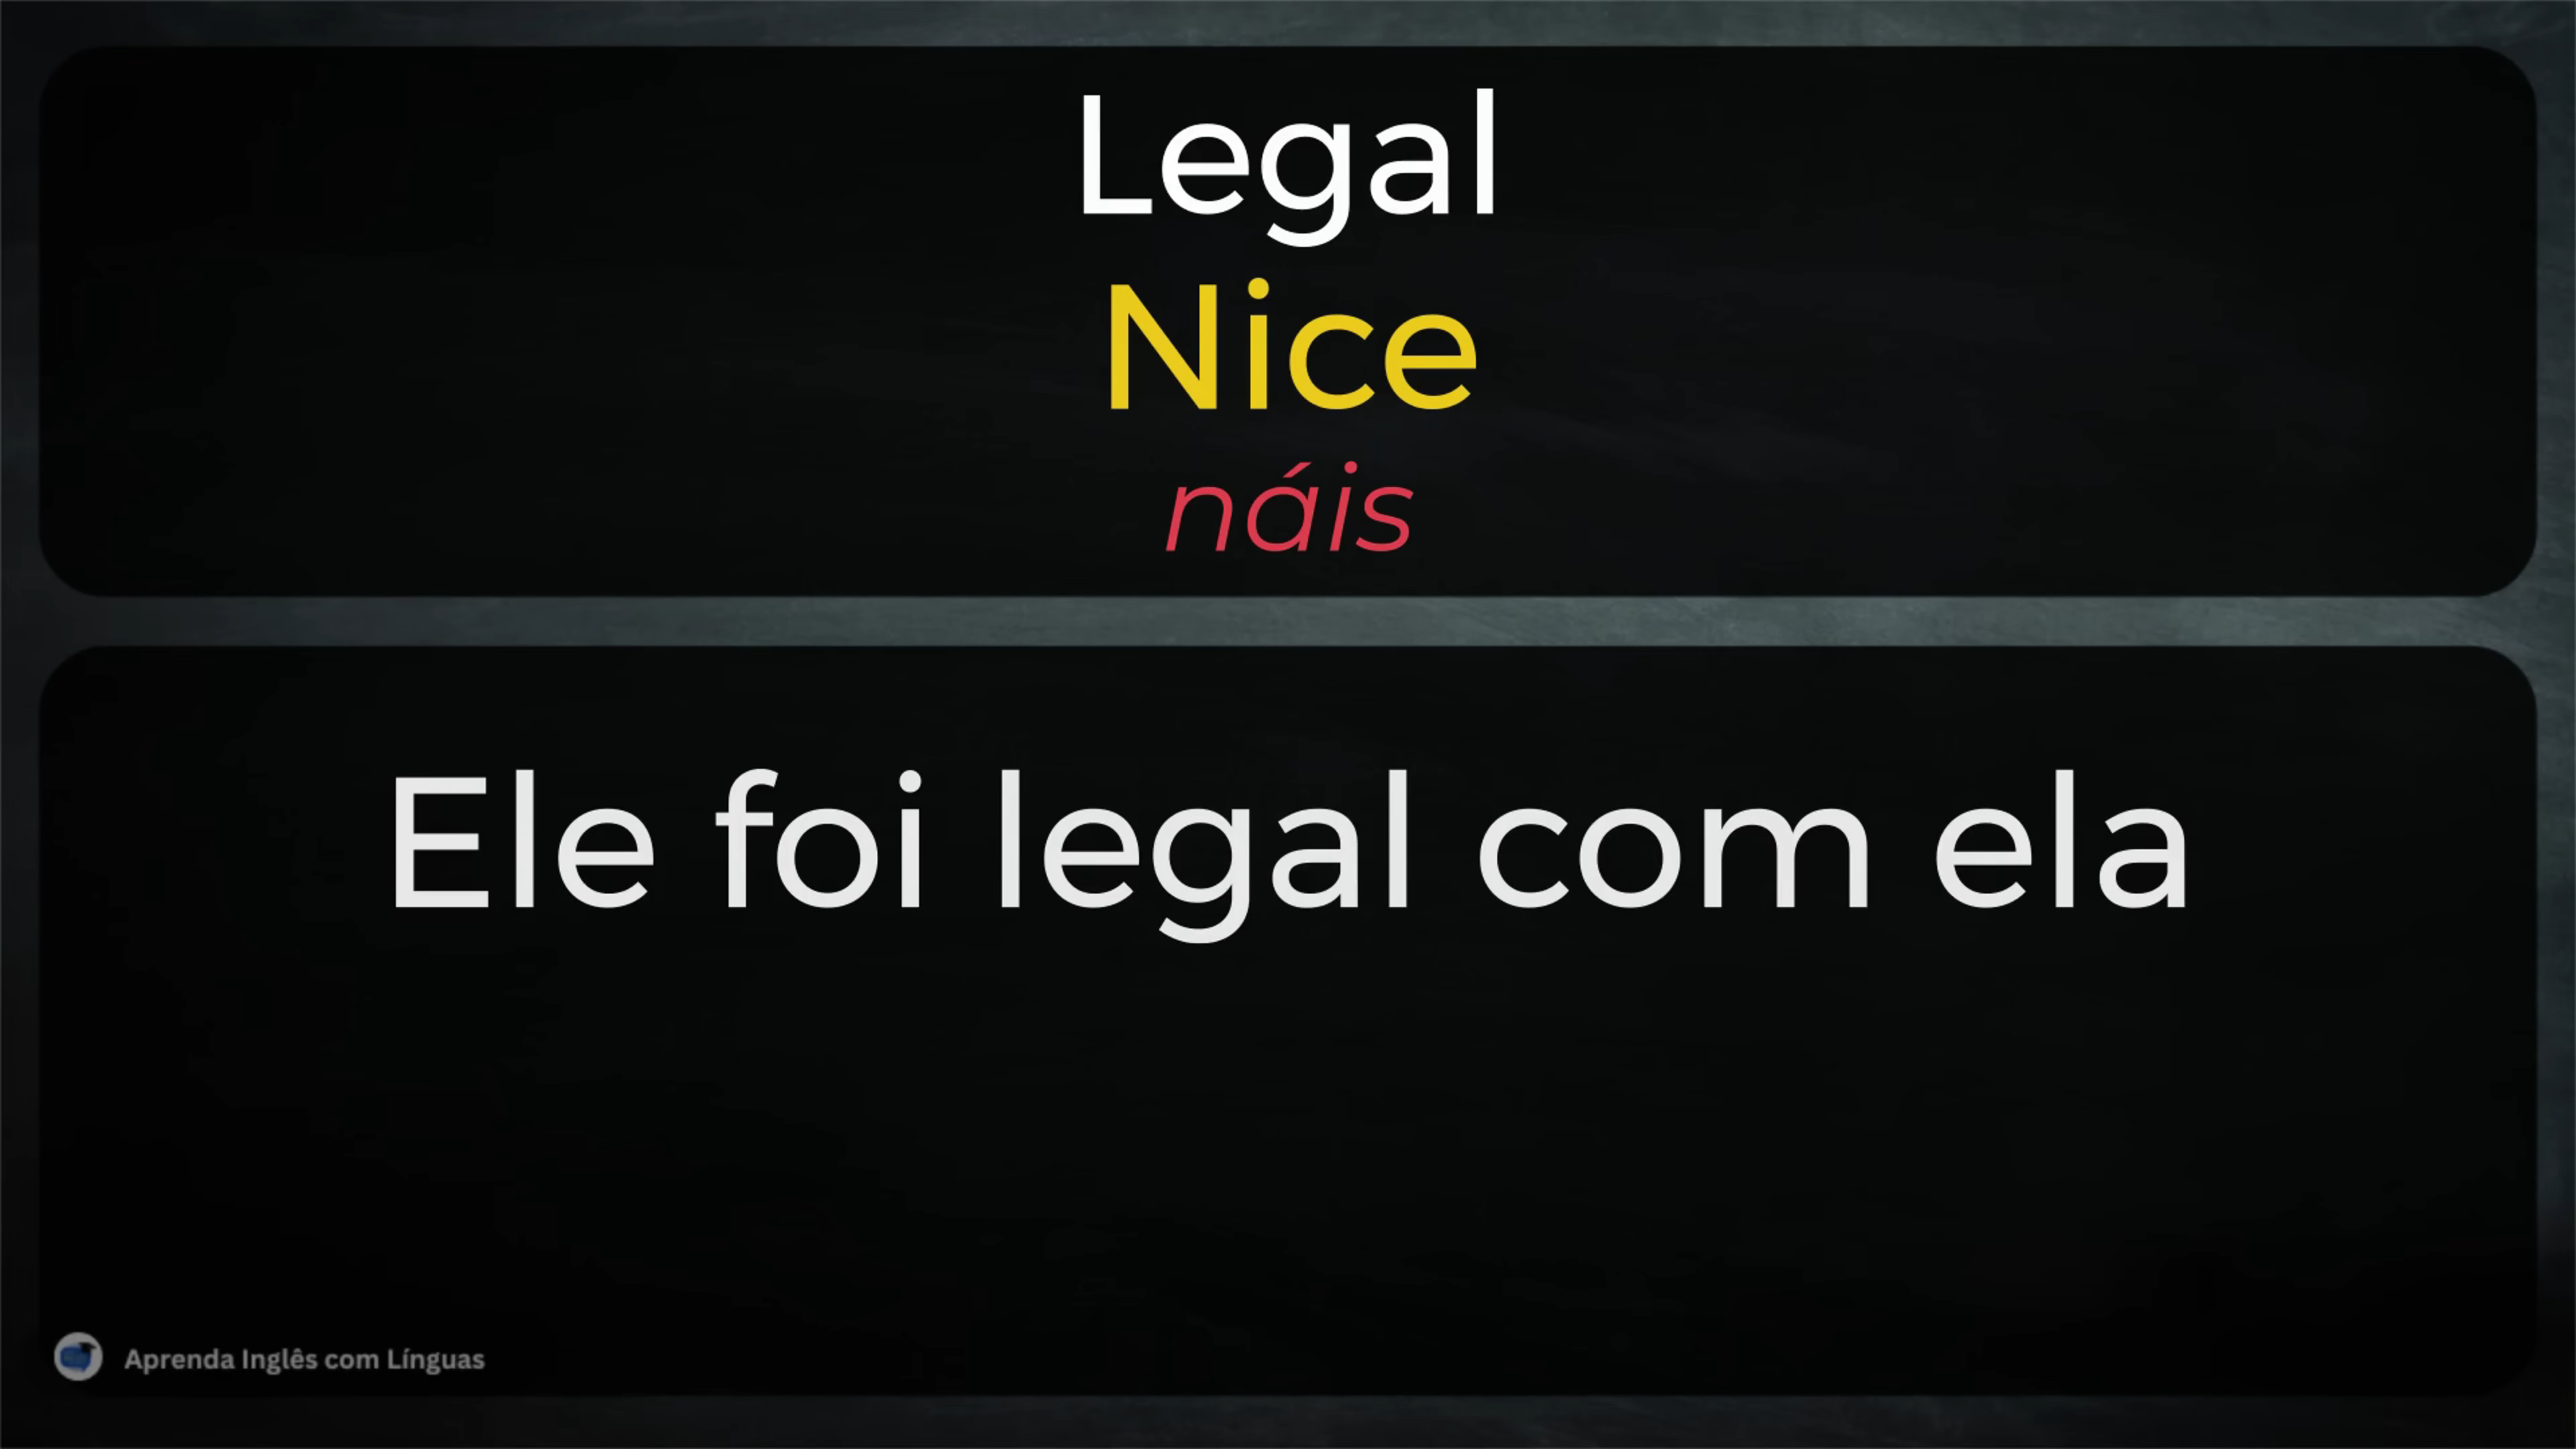 Legal
Nice
náis
Ele foi legal com ela
Aprenda Inglês com Línguas